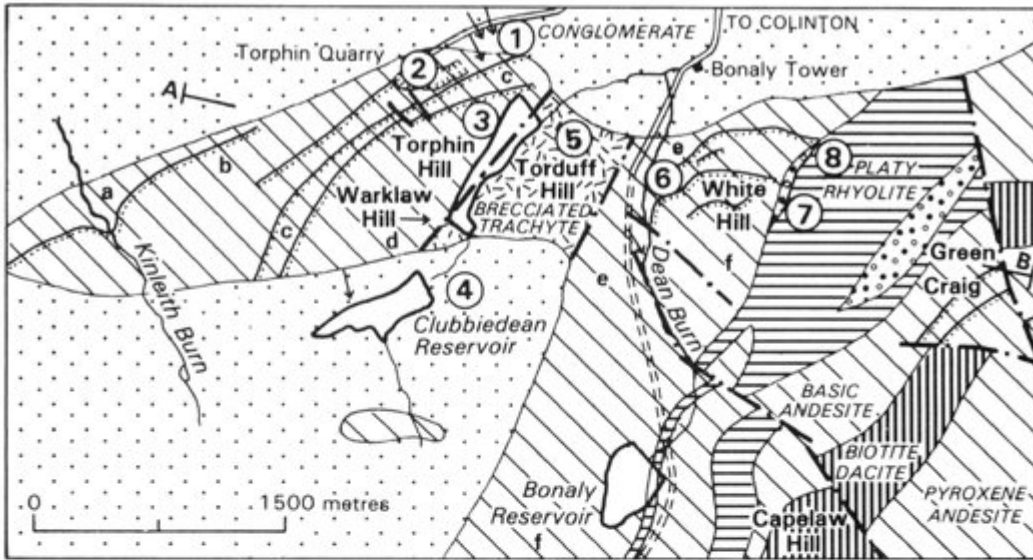 TO COLINTON
1
CONGLOMERATE
Torphin Quarry
2
Bonaly Tower
A
c
3
5
e
8
b
Torphin
Hill
Torduff
Hill
6
PLATY
White
Hill
RHYOLITE
7
a
Warklaw
Hill
BRECCIATED
TRACHYTE
c
d
Green
Craig
B
f
e
Kinleith Burn
4
Dean Burn
Clubbiedean
Reservoir
BASIC
ANDESITE
BIOTITE
DACITE
0
1500 metres
Bonaly
Reservoir
PYROXENE
ANDESITE
Capelaw
Hill
f